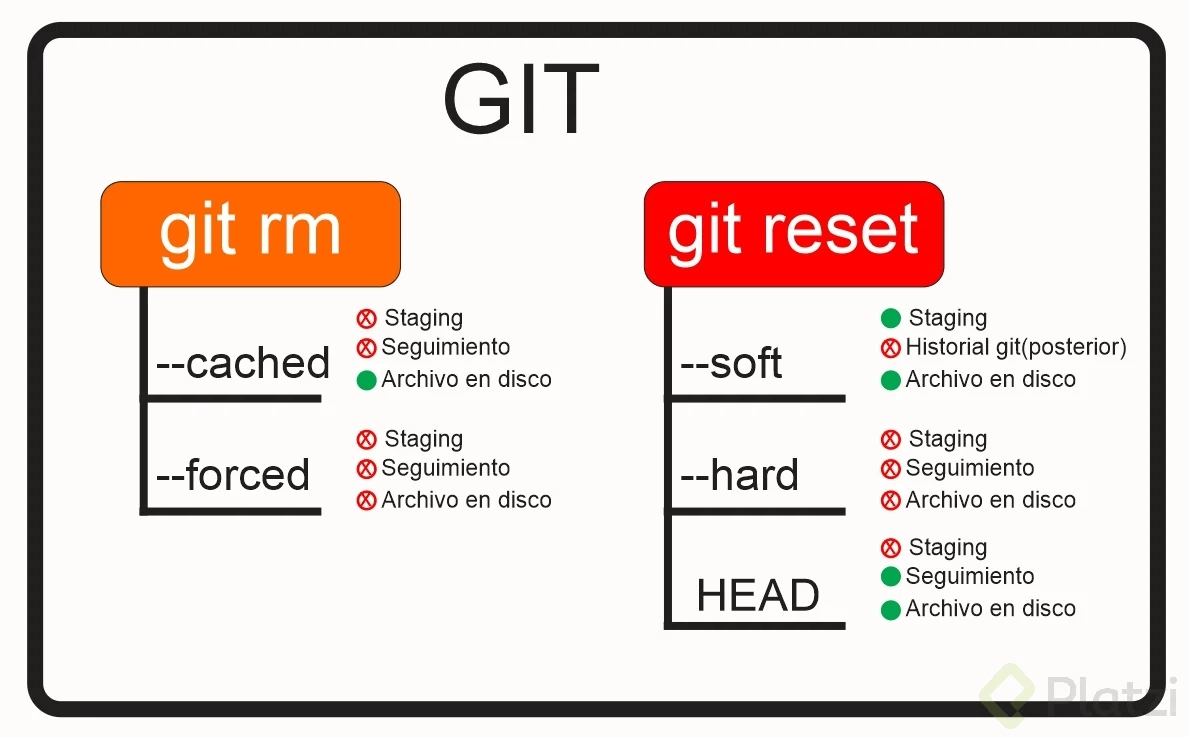 GIT
git rm
--cached
Staging
Seguimiento
Archivo en disco
--forced
Staging
Seguimiento
Archivo en disco
git reset
--soft
Staging
Historial git(posterior)
Archivo en disco
--hard
Staging
Seguimiento
Archivo en disco
HEAD
Staging
Seguimiento
Archivo en disco
Platzi